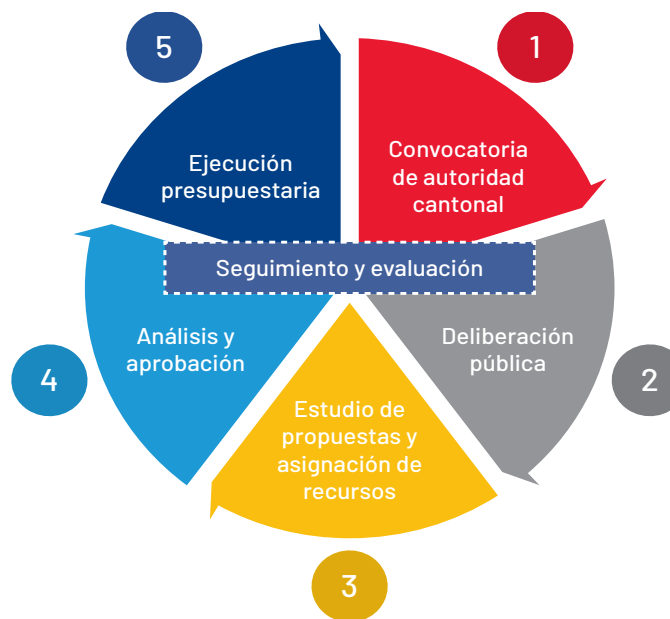 1
Convocatoria
de autoridad
cantonal
2
Deliberación
pública
3
Estudio de
propuestas y
asignación de
recursos
4
Análisis y
aprobación
5
Ejecución
presupuestaria
Seguimiento y evaluación